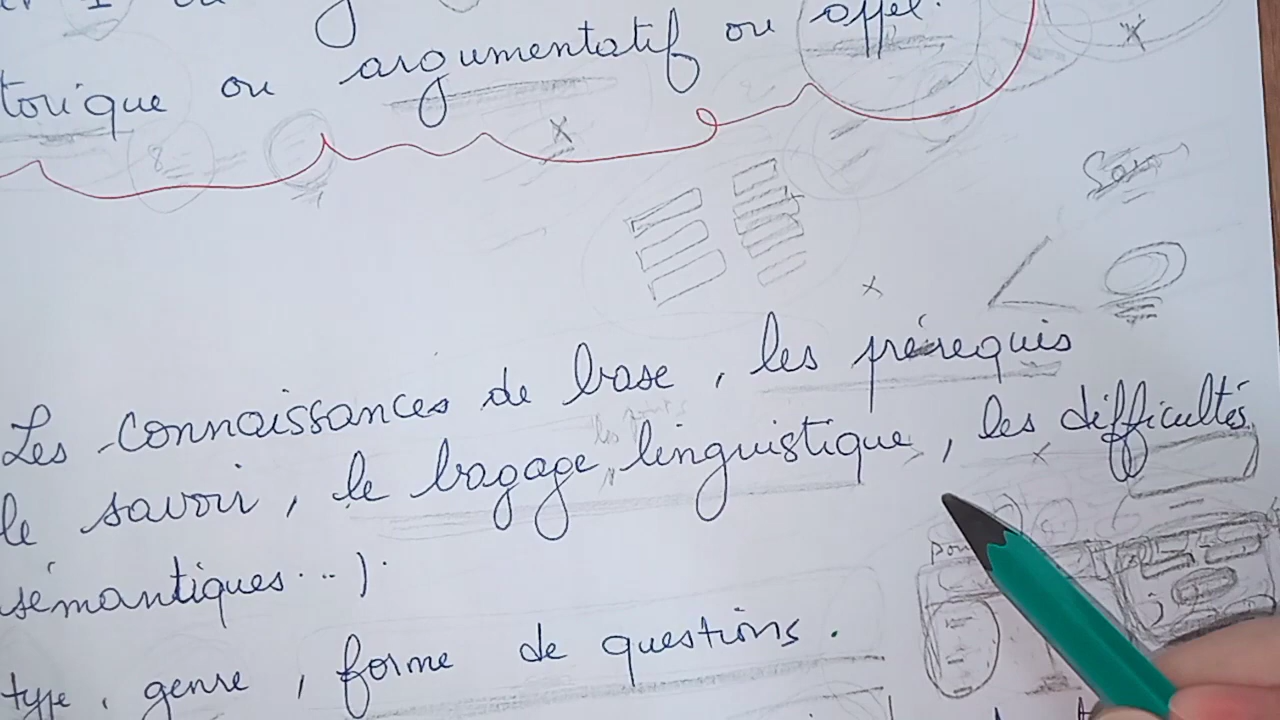 torique ou argumentatif ou appel.
Les connaissances de base, les prérequis
le savoir, le bagage linguistique, les difficultés
sémantiques...).
type, genre, forme de questions.